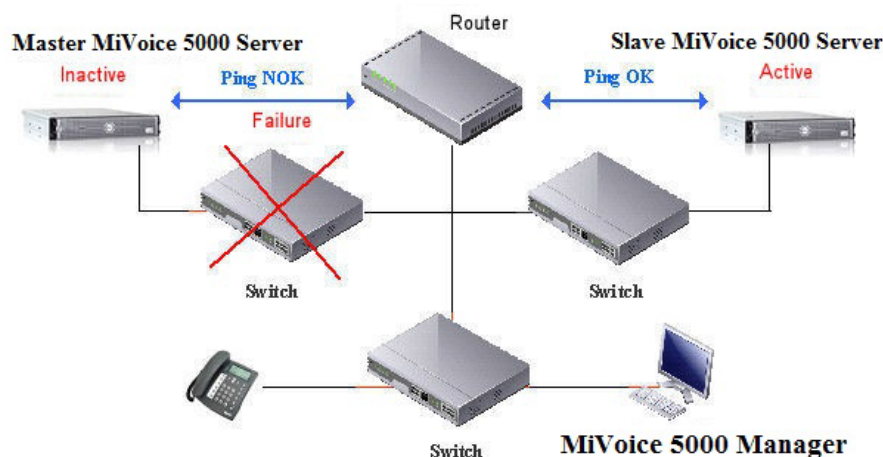 Router
Master MiVoice 5000 Server
Slave MiVoice 5000 Server
Inactive
Ping NOK
Ping OK
Active
Failure
Switch
Switch
Switch
MiVoice 5000 Manager